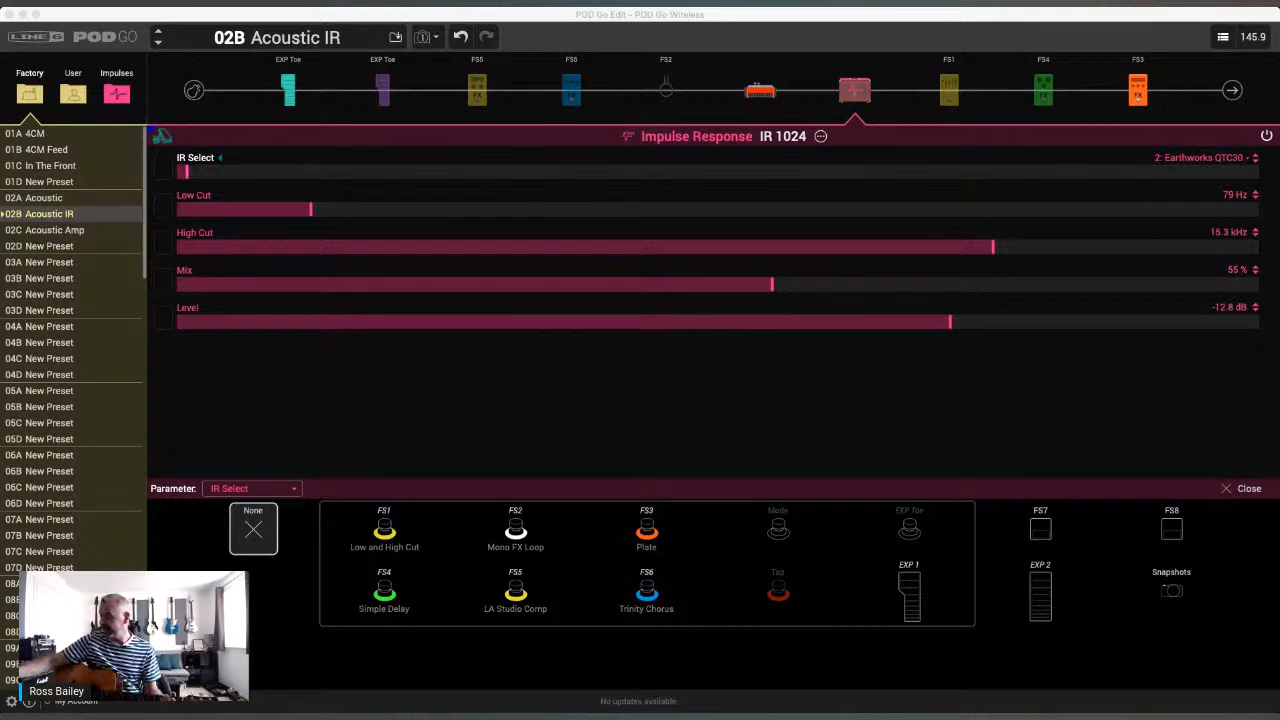 POD Go Edit - POD Go Wireless
LINE 6 POD GO
02B Acoustic IR
145.9
Factory User Impulses
EXP Toe EXP Toe FS5 FS6 FS2 FS1 FS4 FS3
FX FX FX
01A 4CM
01B 4CM Feed
01C In The Front
01D New Preset
02A Acoustic
02B Acoustic IR
02C Acoustic Amp
02D New Preset
03A New Preset
03B New Preset
03C New Preset
03D New Preset
04A New Preset
04B New Preset
04C New Preset
04D New Preset
05A New Preset
05B New Preset
05C New Preset
05D New Preset
06A New Preset
06B New Preset
06C New Preset
06D New Preset
07A New Preset
07B New Preset
07C New Preset
07D New Preset
Impulse Response IR 1024
IR Select 2: Earthworks QTC30
Low Cut 79 Hz
High Cut 15.3 kHz
Mix 55 %
Level -12.8 dB
Parameter: IR Select Close
None
FS1 FS2 FS3 Mode EXP Toe FS7 FS8
Low and High Cut Mono FX Loop Plate
FS4 FS5 FS6 Tap EXP 1 EXP 2 Snapshots
Simple Delay LA Studio Comp Trinity Chorus
Ross Bailey
My Account
No updates available.